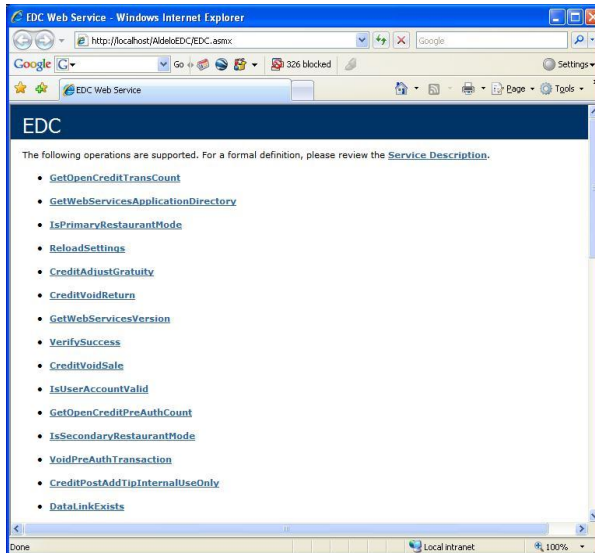 EDC Web Service - Windows Internet Explorer
http://localhost/AldeloEDC/EDC.asmx
Google
Google G Go 326 blocked Settings
EDC Web Service Page Tools
EDC
The following operations are supported. For a formal definition, please review the Service Description.
GetOpenCreditTransCount
GetWebServicesApplicationDirectory
IsPrimaryRestaurantMode
ReloadSettings
CreditAdjustGratuity
CreditVoidReturn
GetWebServicesVersion
VerifySuccess
CreditVoidSale
IsUserAccountValid
GetOpenCreditPreAuthCount
IsSecondaryRestaurantMode
VoidPreAuthTransaction
CreditPostAddTipInternalUseOnly
DataLinkExists
Done Local intranet 100%